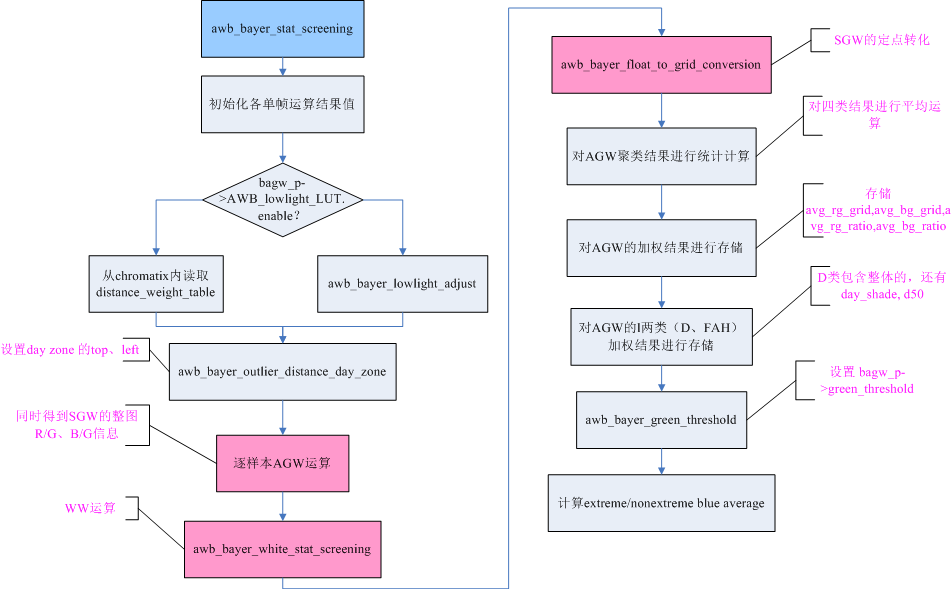 awb_bayer_stat_screening
初始化各单帧运算结果值
bagw_p-
>AWB_lowlight_LUT.
enable?
从chromatix内读取
distance_weight_table
awb_bayer_lowlight_adjust
设置day zone 的top、left
awb_bayer_outlier_distance_day_zone
同时得到SGW的整图
R/G、B/G信息
逐样本AGW运算
WW运算
awb_bayer_white_stat_screening
awb_bayer_float_to_grid_conversion
SGW的定点转化
对AGW聚类结果进行统计计算
对四类结果进行平均运
算
对AGW的加权结果进行存储
存储
avg_rg_grid,avg_bg_grid,a
vg_rg_ratio,avg_bg_ratio
对AGW的l两类（D、FAH）
加权结果进行存储
D类包含整体的，还有
day_shade, d50
awb_bayer_green_threshold
设置 bagw_p-
>green_threshold
计算extreme/nonextreme blue average